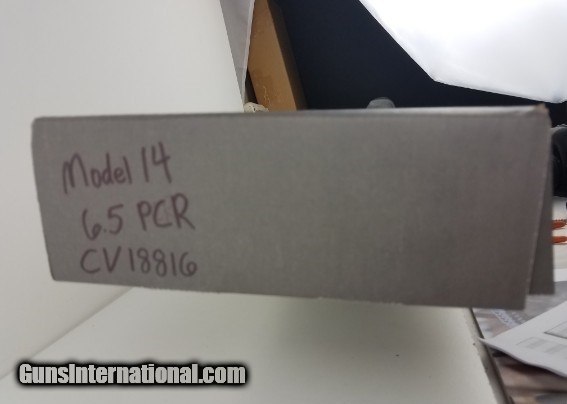 Model 14
6.5 PCR
CV18816
GunsInternational.com